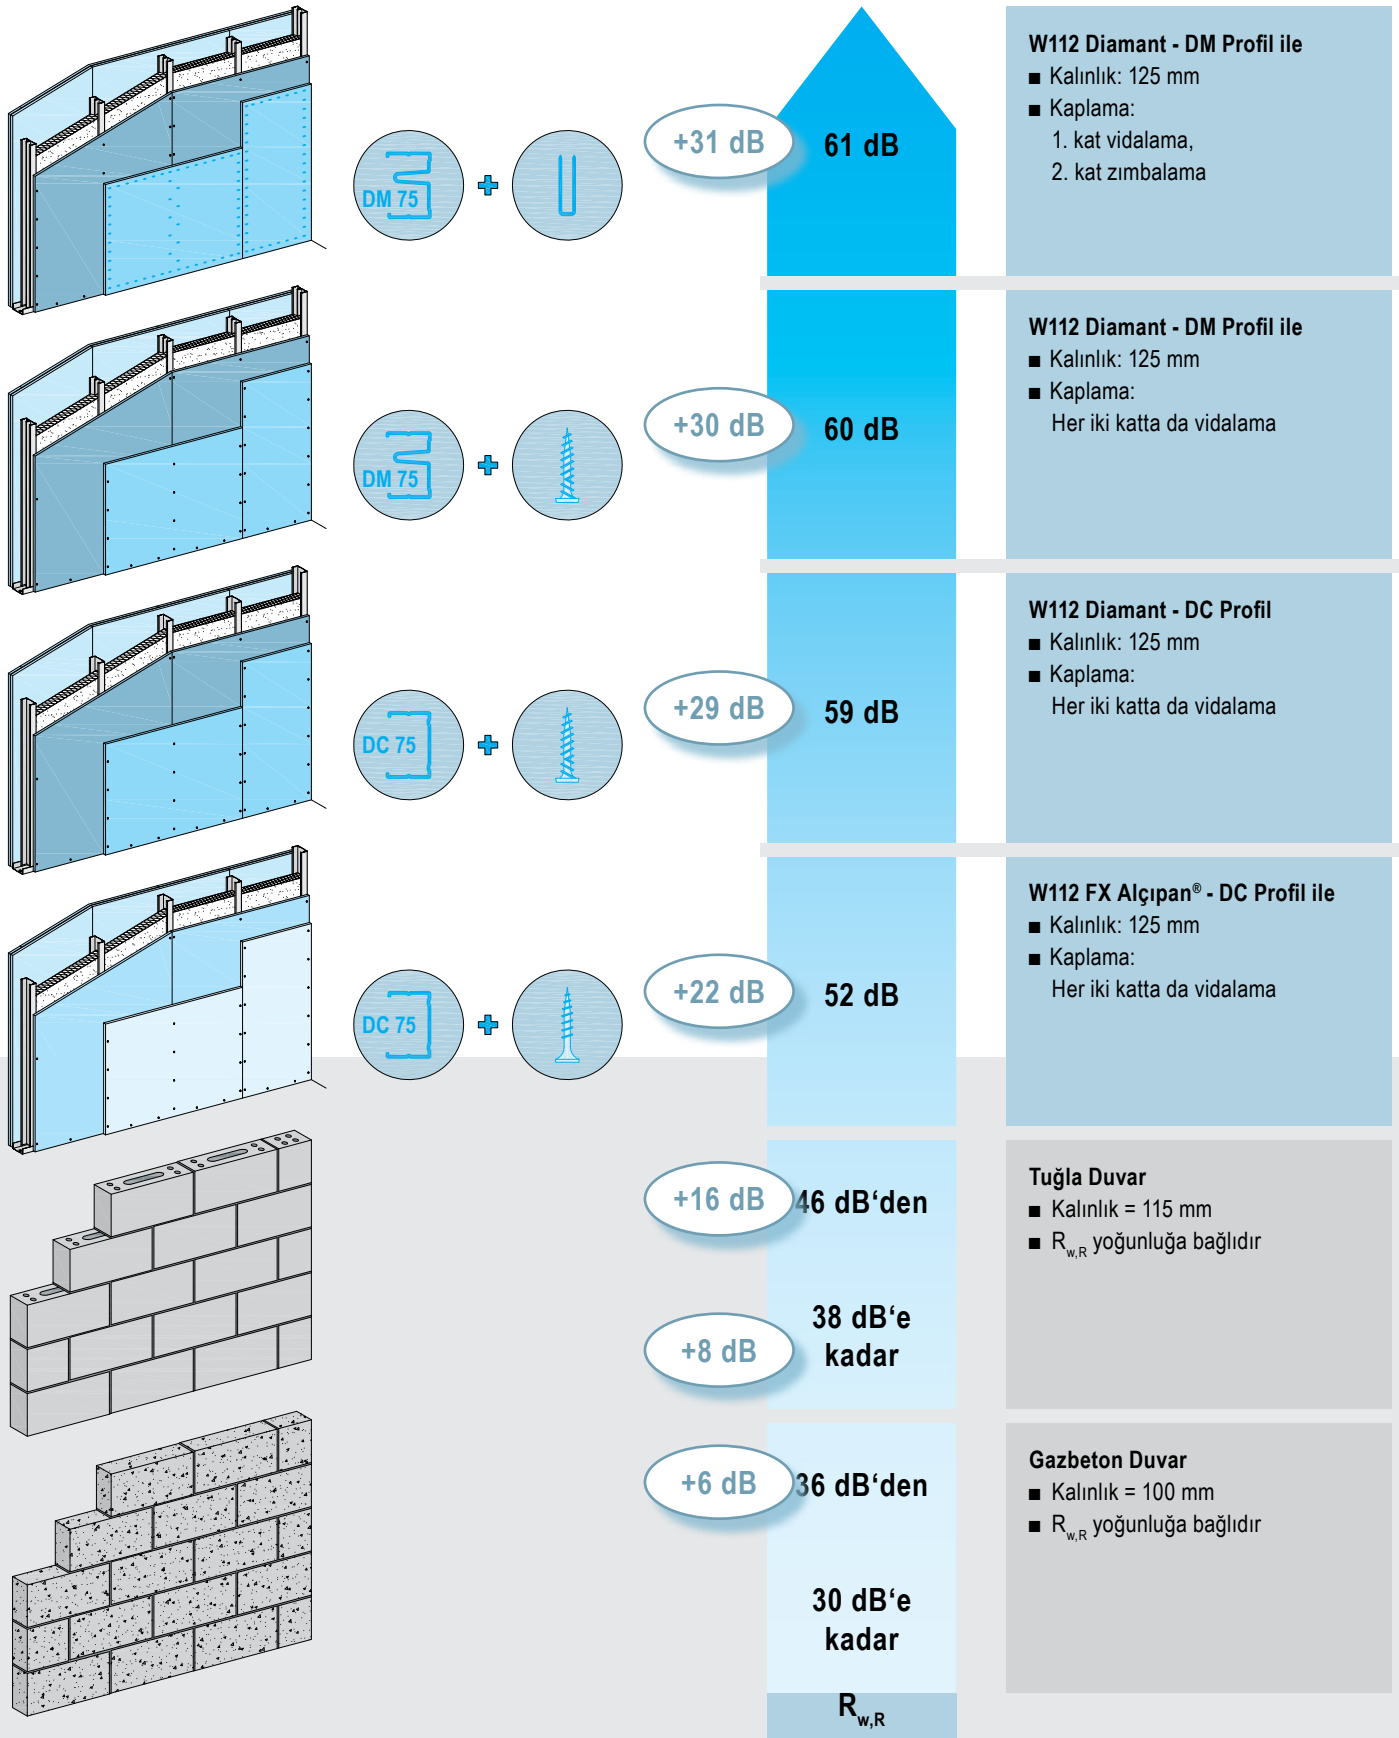 W112 Diamant - DM Profil ile
■ Kalınlık: 125 mm
■ Kaplama:
1. kat vidalama,
2. kat zımbalama
+31 dB
61 dB
DM 75
W112 Diamant - DM Profil ile
■ Kalınlık: 125 mm
■ Kaplama:
Her iki katta da vidalama
+30 dB
60 dB
DM 75
W112 Diamant - DC Profil
■ Kalınlık: 125 mm
■ Kaplama:
Her iki katta da vidalama
+29 dB
59 dB
DC 75
W112 FX Alçıpan® - DC Profil ile
■ Kalınlık: 125 mm
■ Kaplama:
Her iki katta da vidalama
+22 dB
52 dB
DC 75
Tuğla Duvar
■ Kalınlık = 115 mm
■ Rw,R yoğunluğa bağlıdır
+16 dB
46 dB‘den
38 dB‘e
kadar
+8 dB
Gazbeton Duvar
■ Kalınlık = 100 mm
■ Rw,R yoğunluğa bağlıdır
+6 dB
36 dB‘den
30 dB‘e
kadar
Rw,R